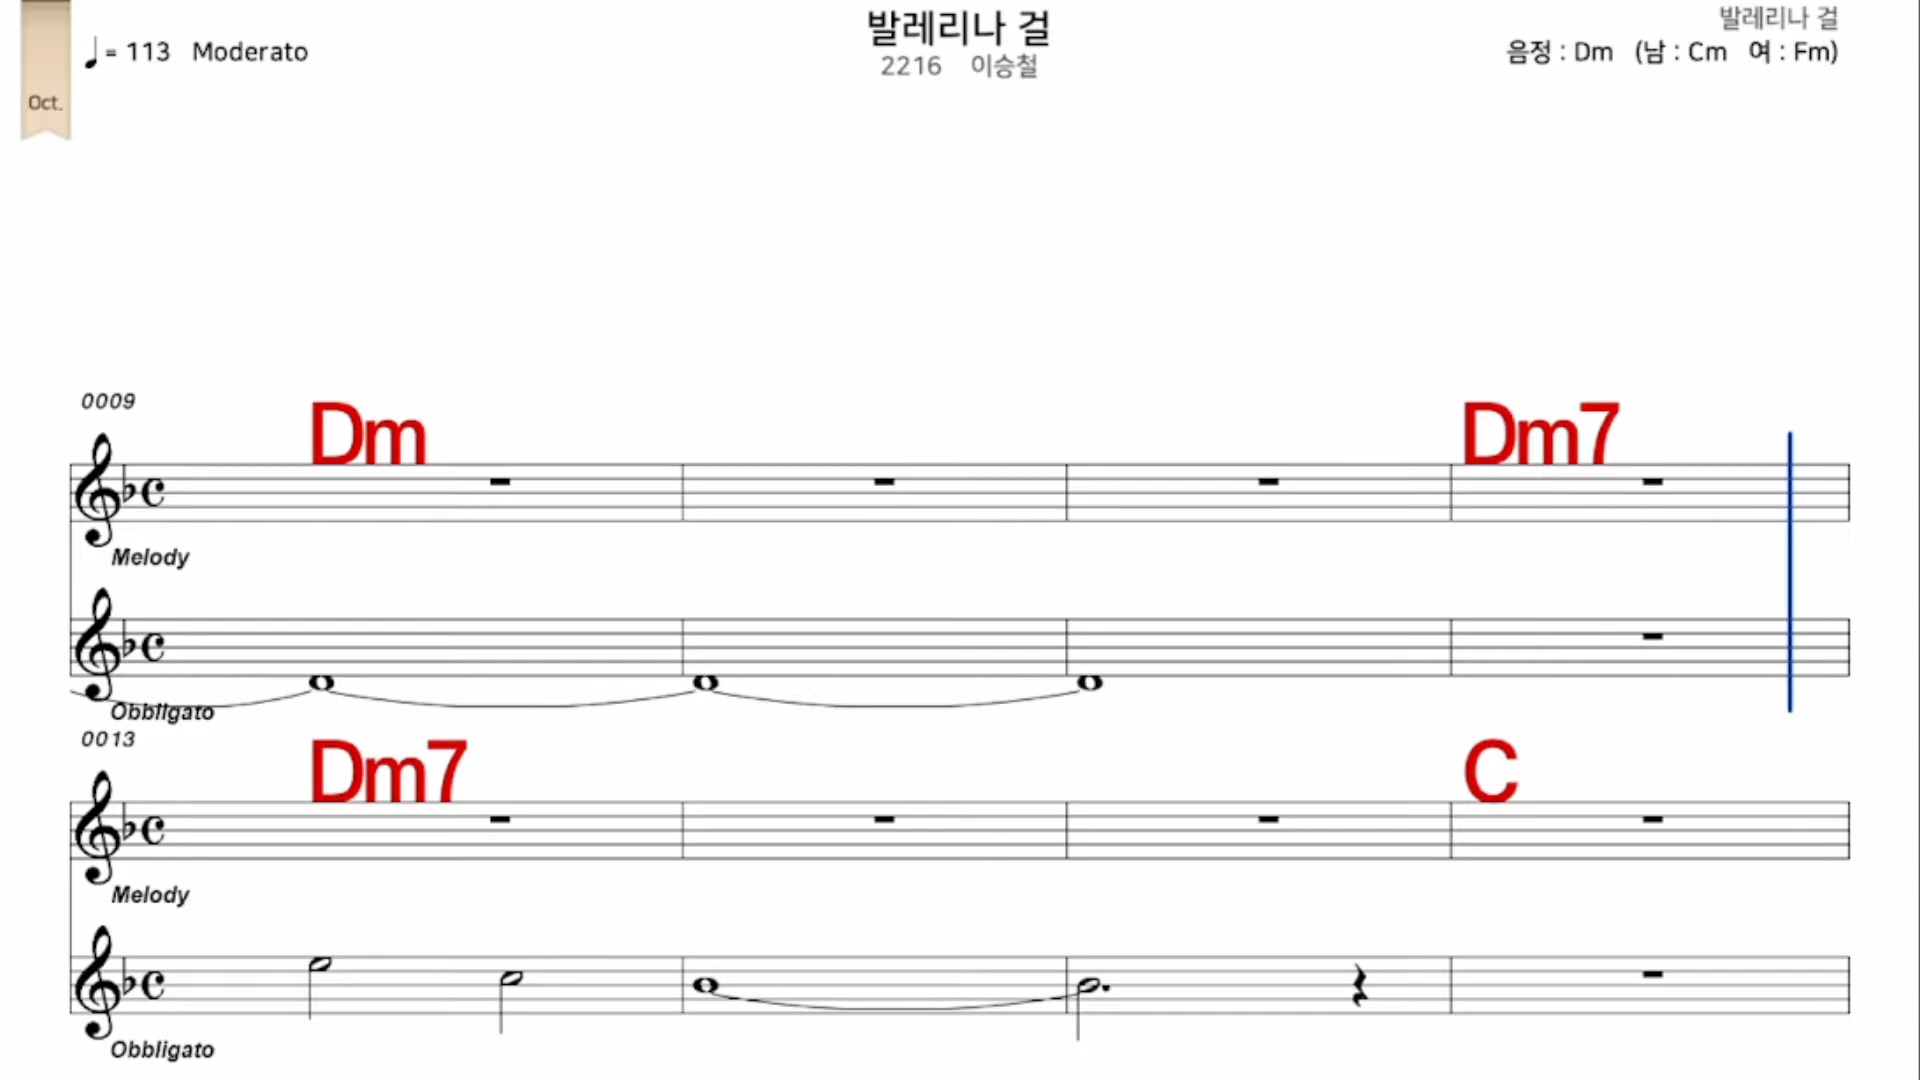 발레리나 걸
발레리나 걸
♩= 113 Moderato
2216 이승철
음정 : Dm (남 : Cm 여 : Fm)
Oct.
0009
Dm Dm7
Melody
Obbligato
0013
Dm7 C
Melody
Obbligato